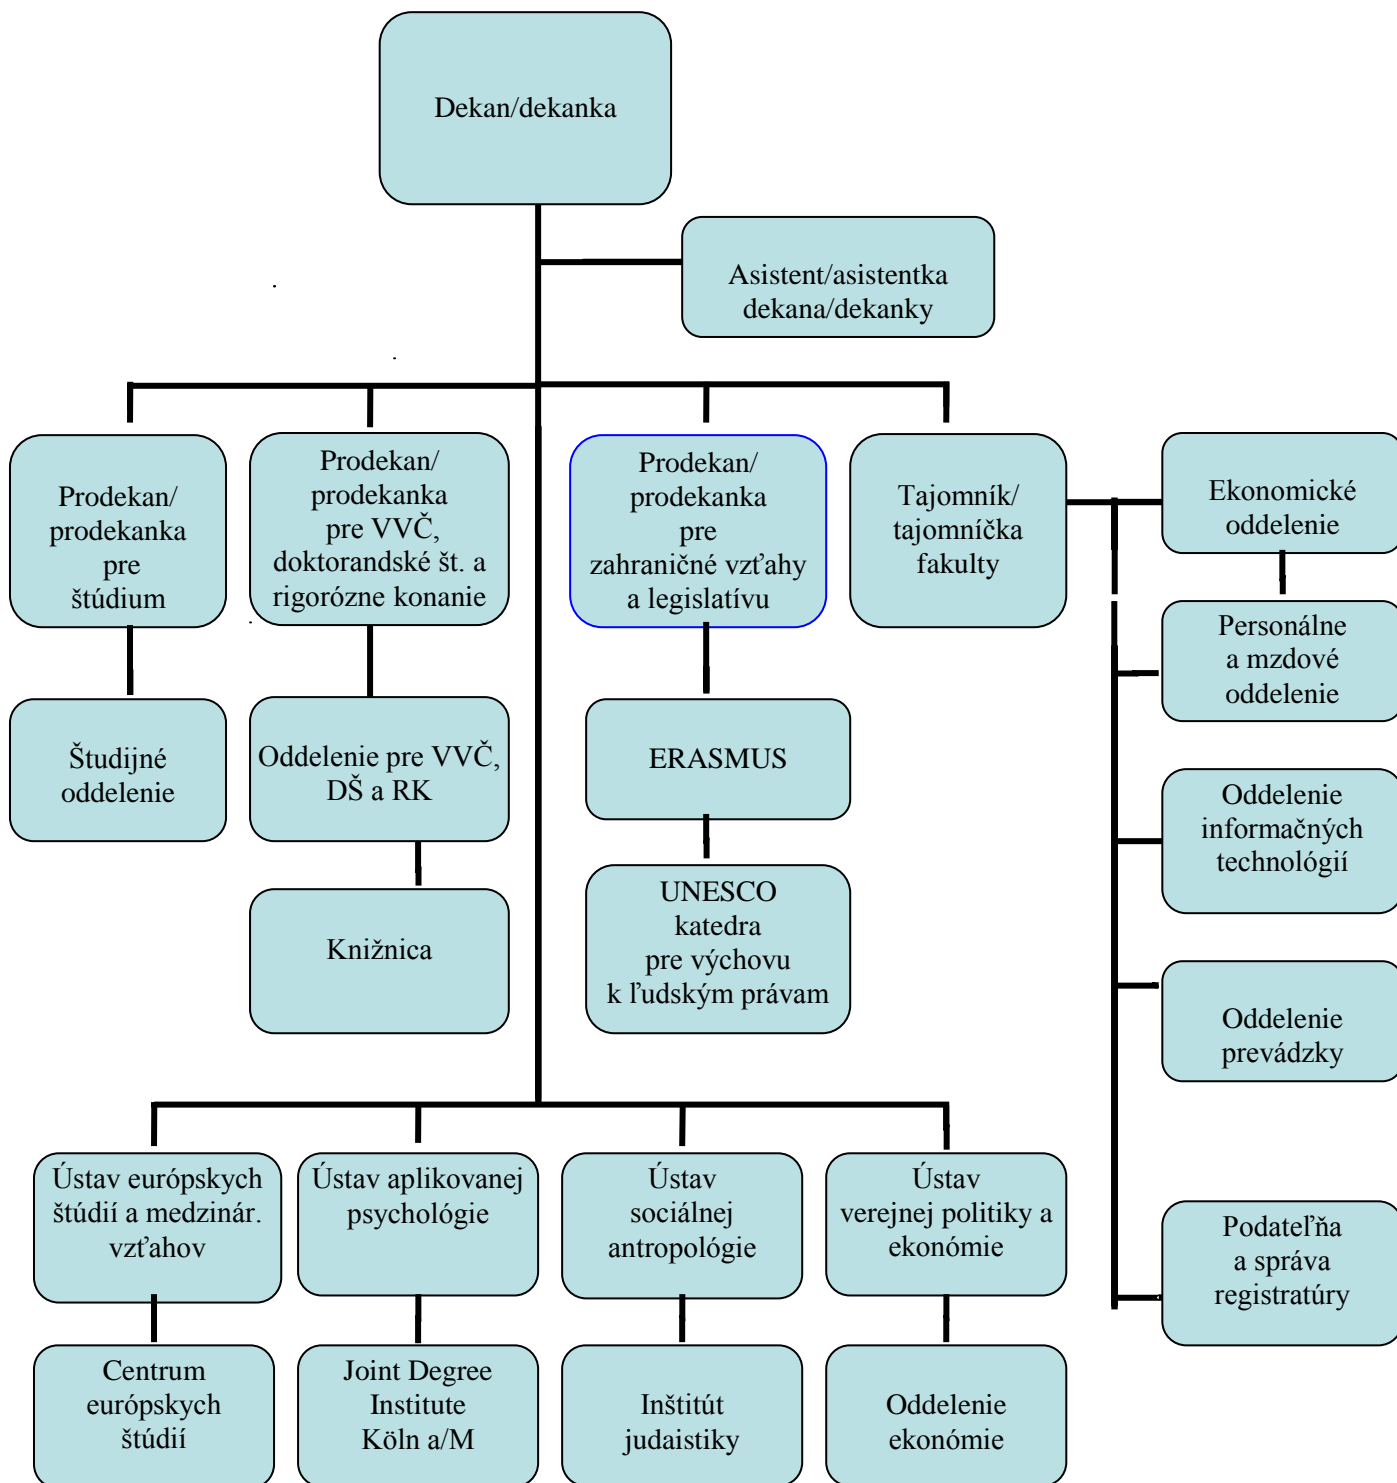 Dekan/dekanka
Asistent/asistentka
dekana/dekanky
Prodekan/
prodekanka
pre
štúdium
Prodekan/
prodekanka
pre VVČ,
doktorandské št. a
rigorózne konanie
Prodekan/
prodekanka
pre
zahraničné vzťahy
a legislatívu
Tajomník/
tajomníčka
fakulty
Ekonomické
oddelenie
Personálne
a mzdové
oddelenie
Študijné
oddelenie
Oddelenie pre VVČ,
DŠ a RK
ERASMUS
Oddelenie
informačných
technológií
Knižnica
UNESCO
katedra
pre výchovu
k ľudským právam
Oddelenie
prevádzky
Ústav európskych
štúdií a medzinár.
vzťahov
Ústav aplikovanej
psychológie
Ústav
sociálnej
antropológie
Ústav
verejnej politiky a
ekonómie
Podateľňa
a správa
registratúry
Centrum
európskych
štúdií
Joint Degree
Institute
Köln a/M
Inštitút
judaistiky
Oddelenie
ekonómie